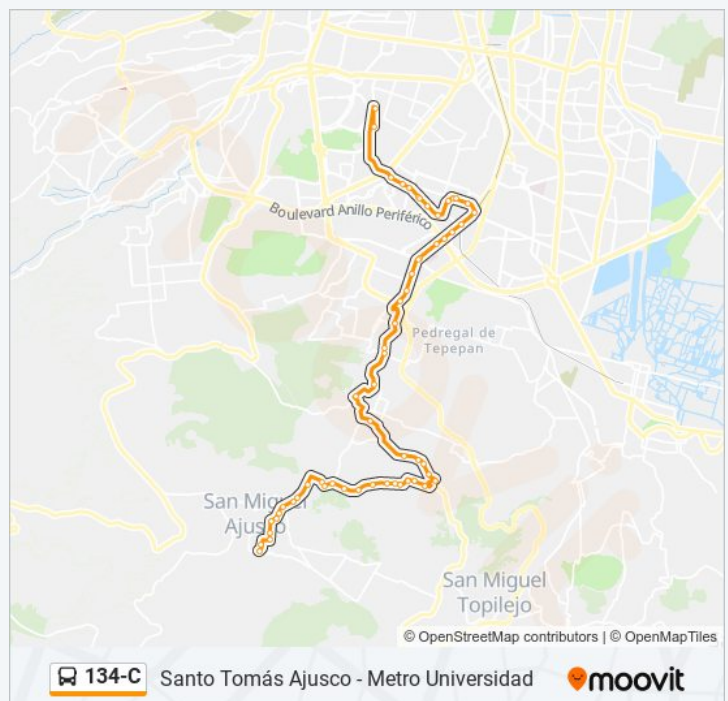 Boulevard Anillo Periférico
Pedregal de
Tepepan
San Miguel
Ajusco
San Miguel
Topilejo
© OpenStreetMap contributors | © OpenMapTiles
134-C Santo Tomás Ajusco - Metro Universidad moovit